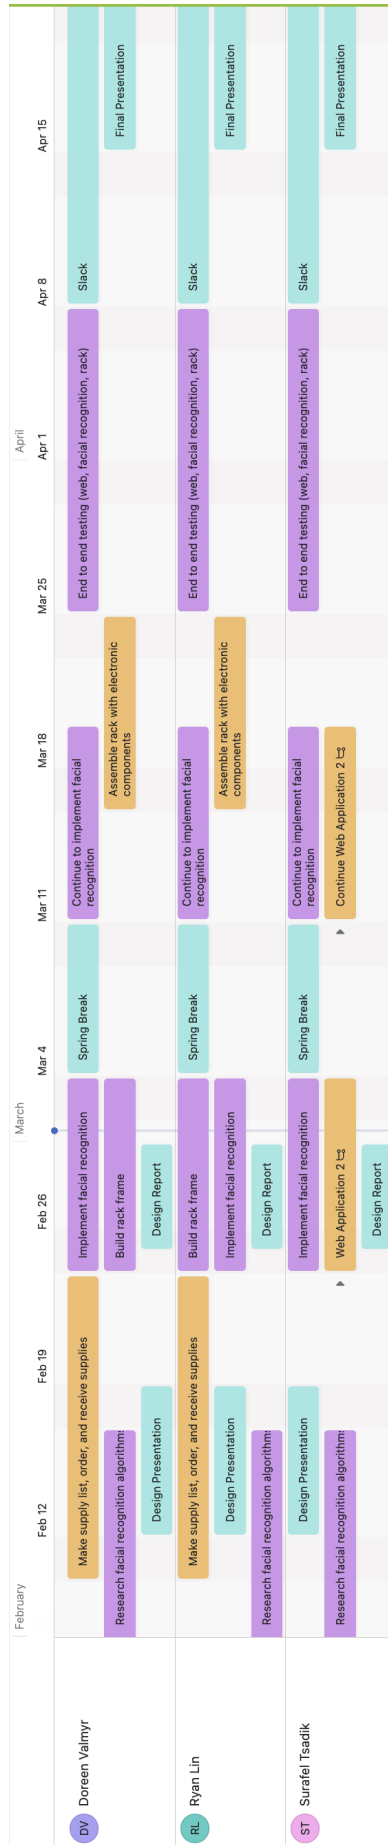 February
March
April
Feb 12
Feb 19
Feb 26
Mar 4
Mar 11
Mar 18
Mar 25
Apr 1
Apr 8
Apr 15
DV
Doreen Valmyr
Make supply list, order, and receive supplies
Implement facial recognition
Spring Break
Continue to implement facial
recognition
End to end testing (web, facial recognition, rack)
Slack
Research facial recognition algorithm
Build rack frame
Assemble rack with electronic
components
Final Presentation
Design Presentation
Design Report
RL
Ryan Lin
Make supply list, order, and receive supplies
Build rack frame
Spring Break
Continue to implement facial
recognition
End to end testing (web, facial recognition, rack)
Slack
Design Presentation
Implement facial recognition
Assemble rack with electronic
components
Final Presentation
Research facial recognition algorithm
Design Report
ST
Surafel Tsadik
Design Presentation
Implement facial recognition
Spring Break
Continue to implement facial
recognition
End to end testing (web, facial recognition, rack)
Slack
Research facial recognition algorithm
Web Application 2
Continue Web Application 2
Final Presentation
Design Report